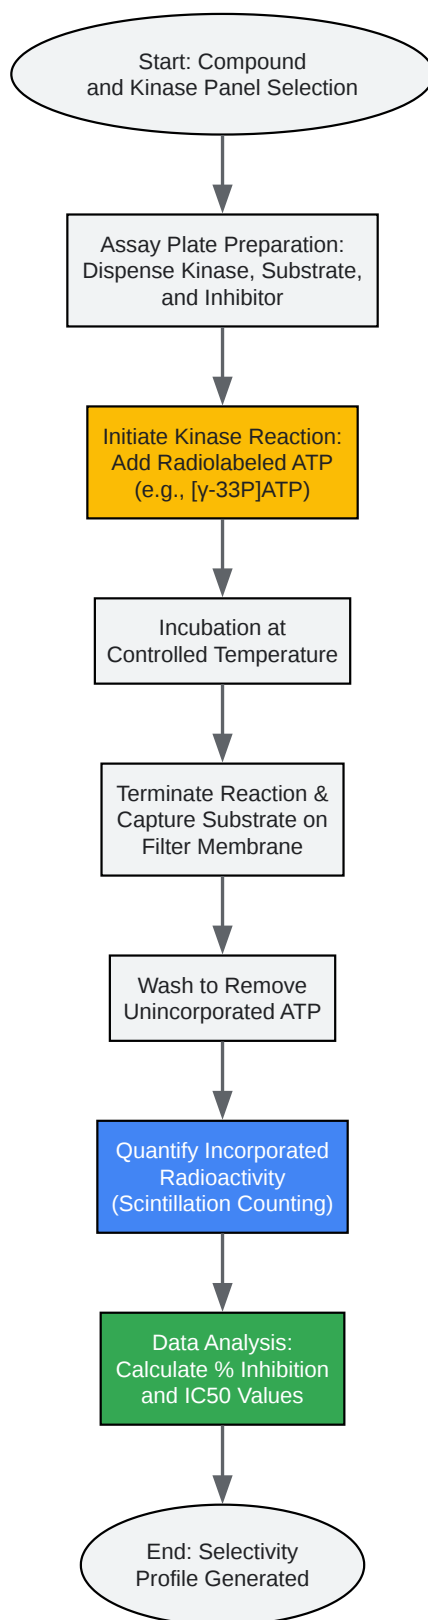 Start: Compound
and Kinase Panel Selection
Assay Plate Preparation:
Dispense Kinase, Substrate,
and Inhibitor
Initiate Kinase Reaction:
Add Radiolabeled ATP
(e.g., [γ-33P]ATP)
Incubation at
Controlled Temperature
Terminate Reaction &
Capture Substrate on
Filter Membrane
Wash to Remove
Unincorporated ATP
Quantify Incorporated
Radioactivity
(Scintillation Counting)
Data Analysis:
Calculate % Inhibition
and IC50 Values
End: Selectivity
Profile Generated